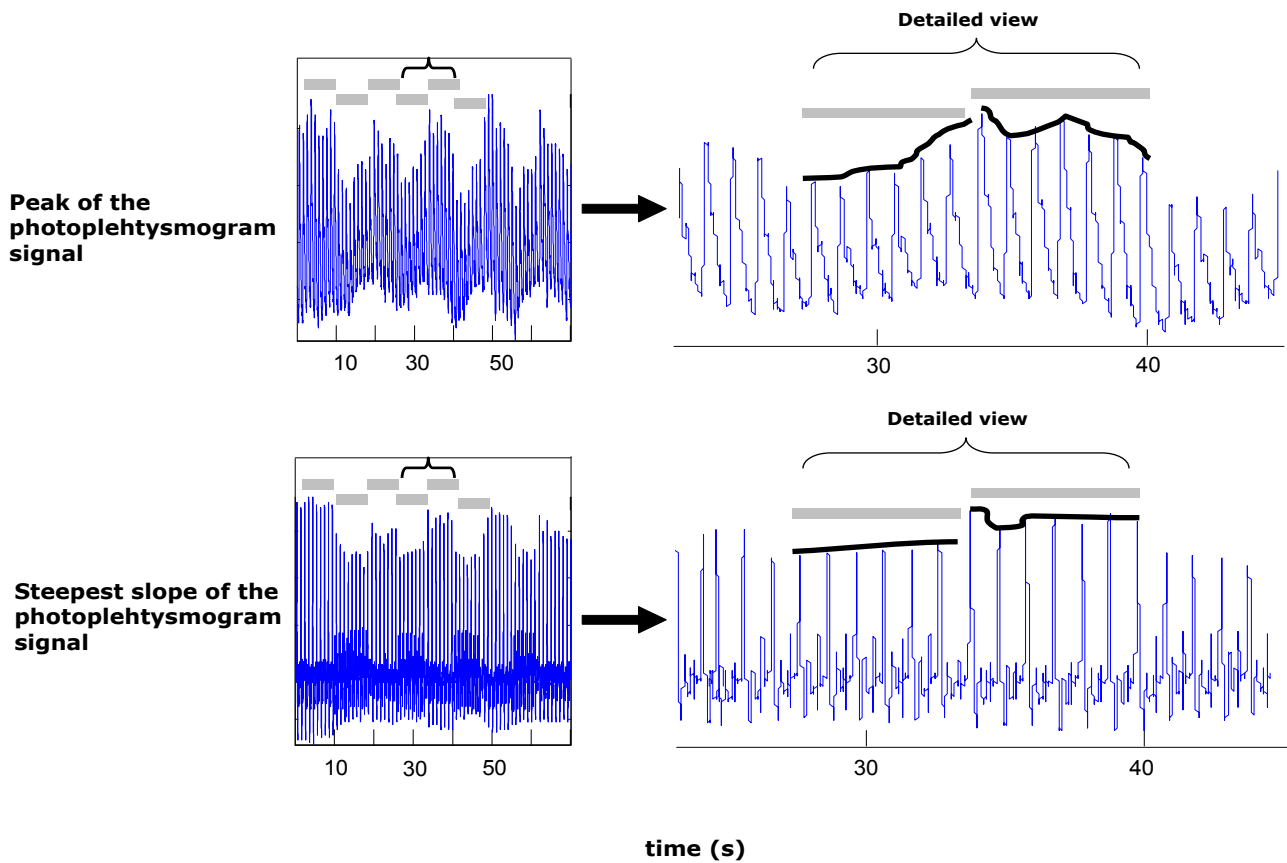 Detailed view
Peak of the
photoplehtysmogram
signal
10 30 50
30 40
Detailed view
Steepest slope of the
photoplehtysmogram
signal
10 30 50
30 40
time (s)